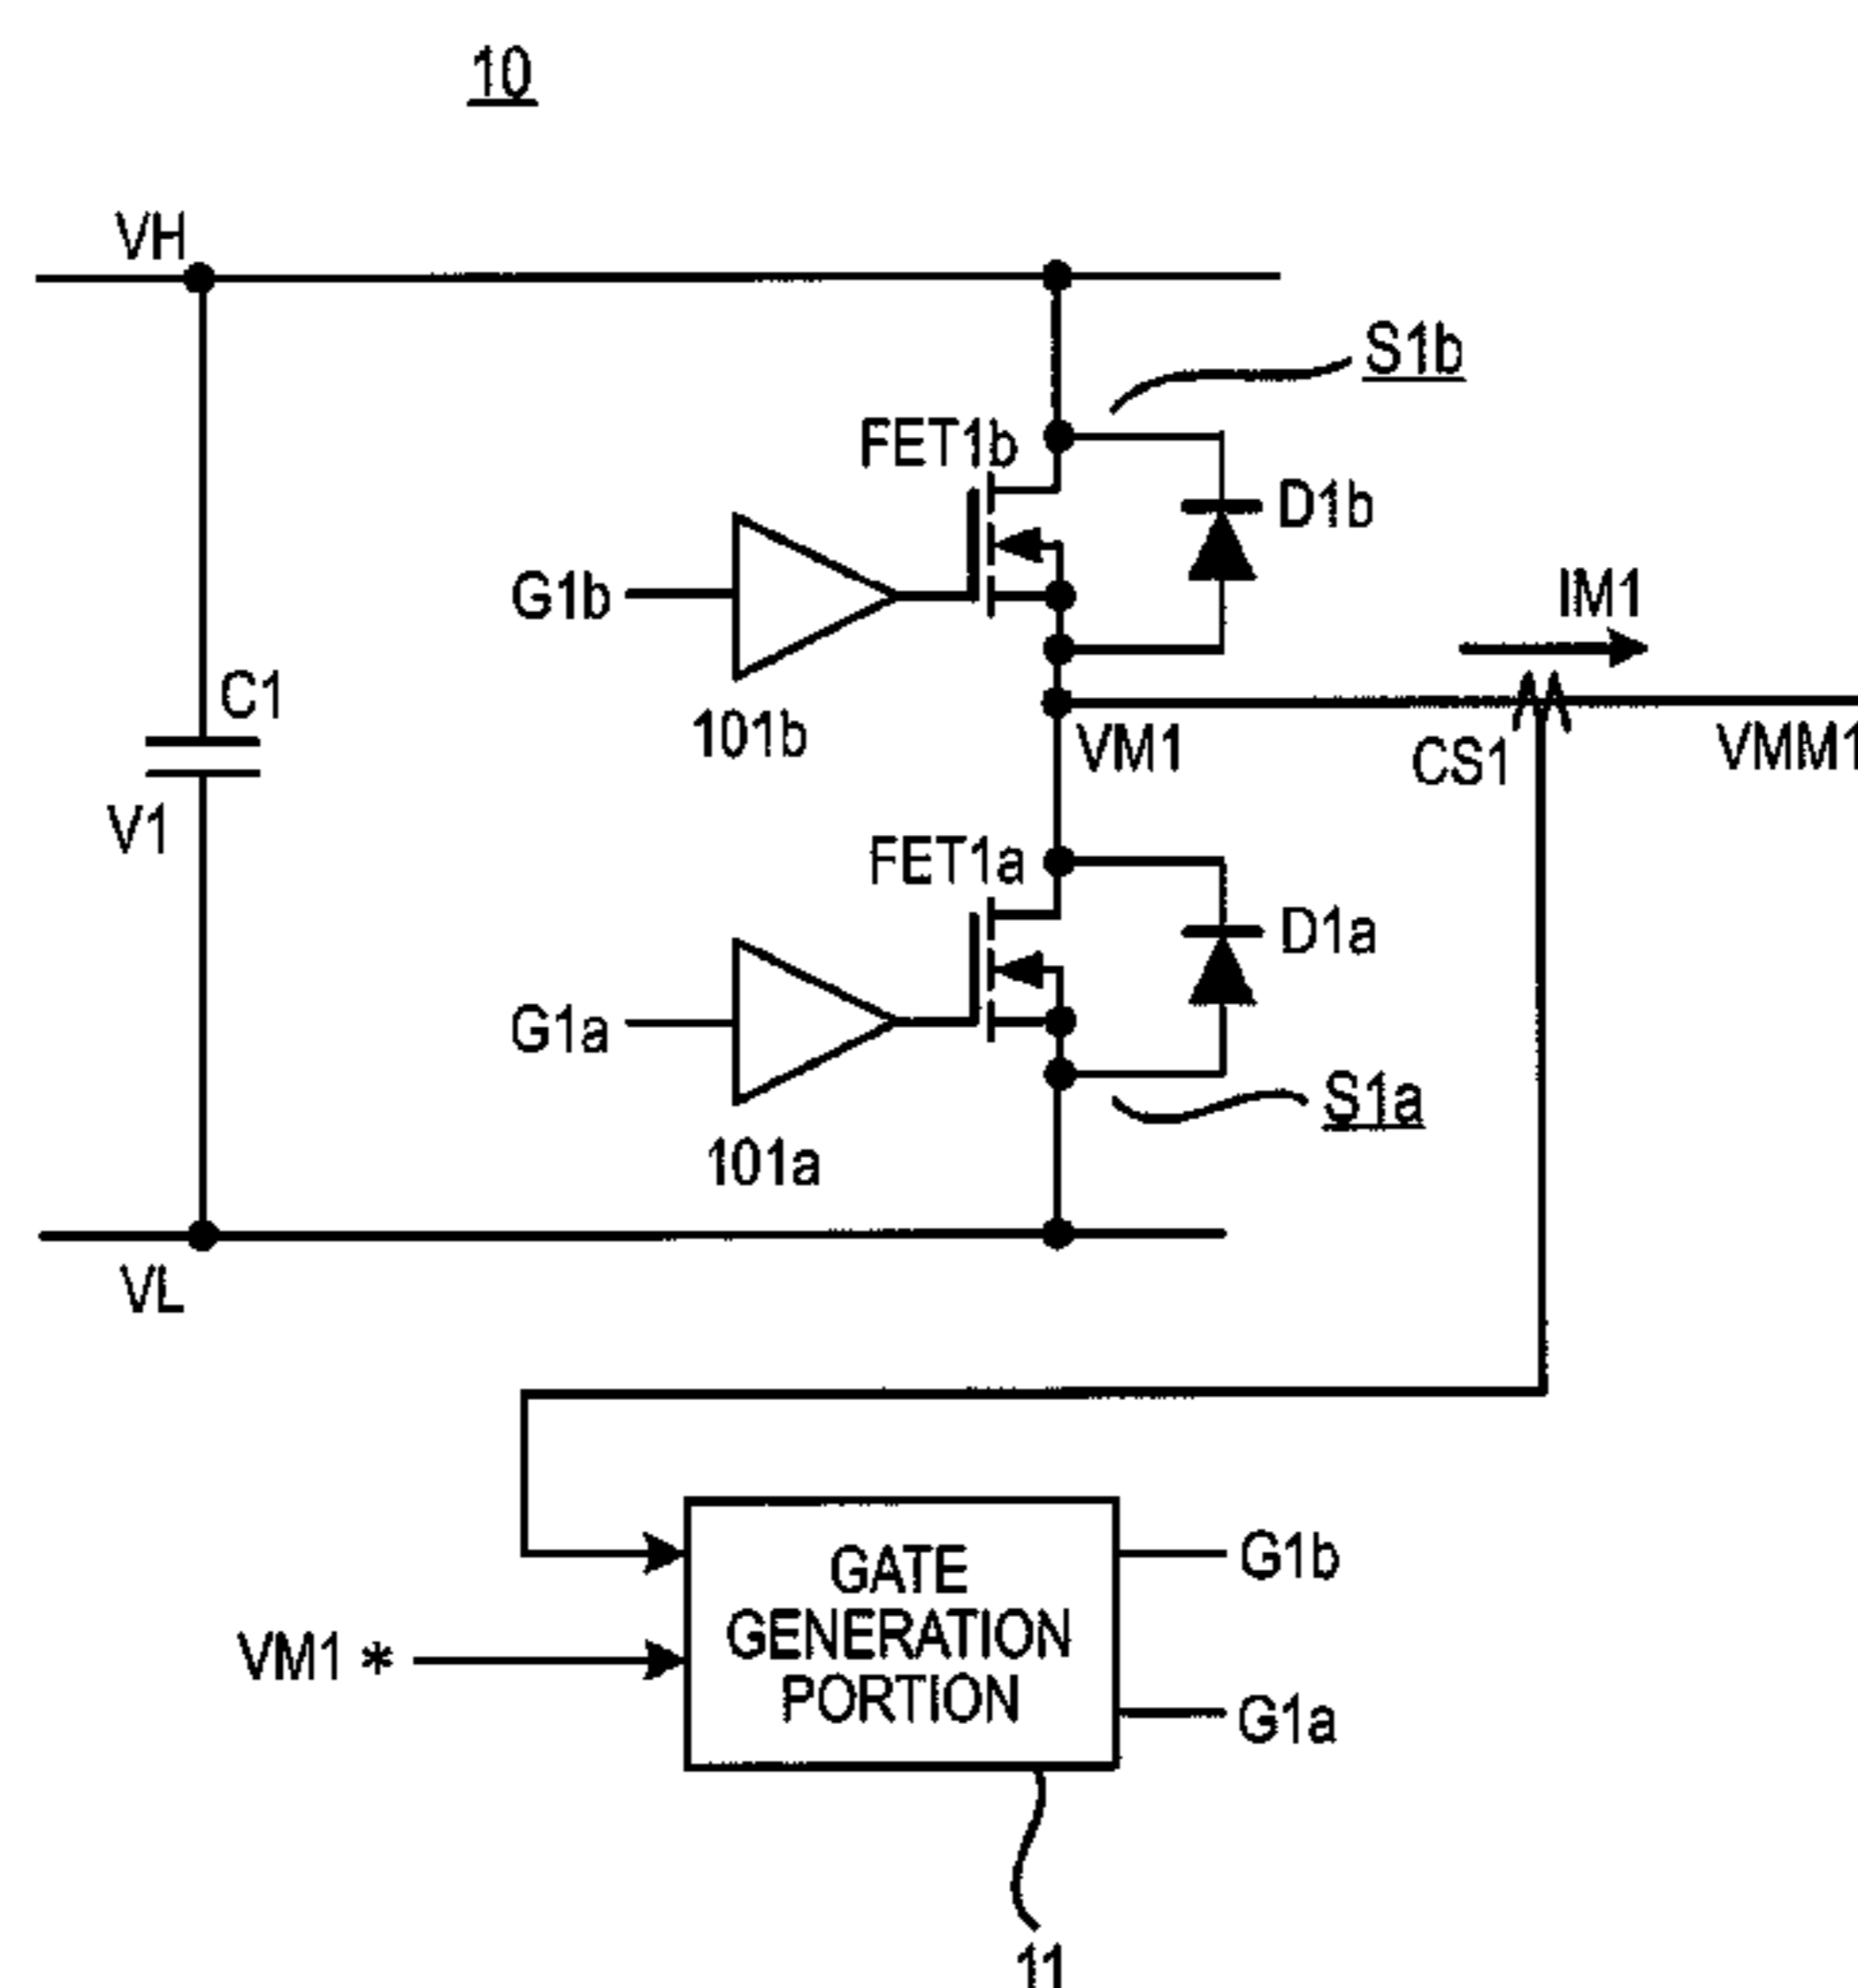 10
VH
S1b
FET1b
D1b
G1b
IM1
C1
101b
VM1
CS1
VMM1
V1
FET1a
D1a
G1a
S1a
101a
VL
GATE
GENERATION
PORTION
G1b
VM1 *
G1a
11